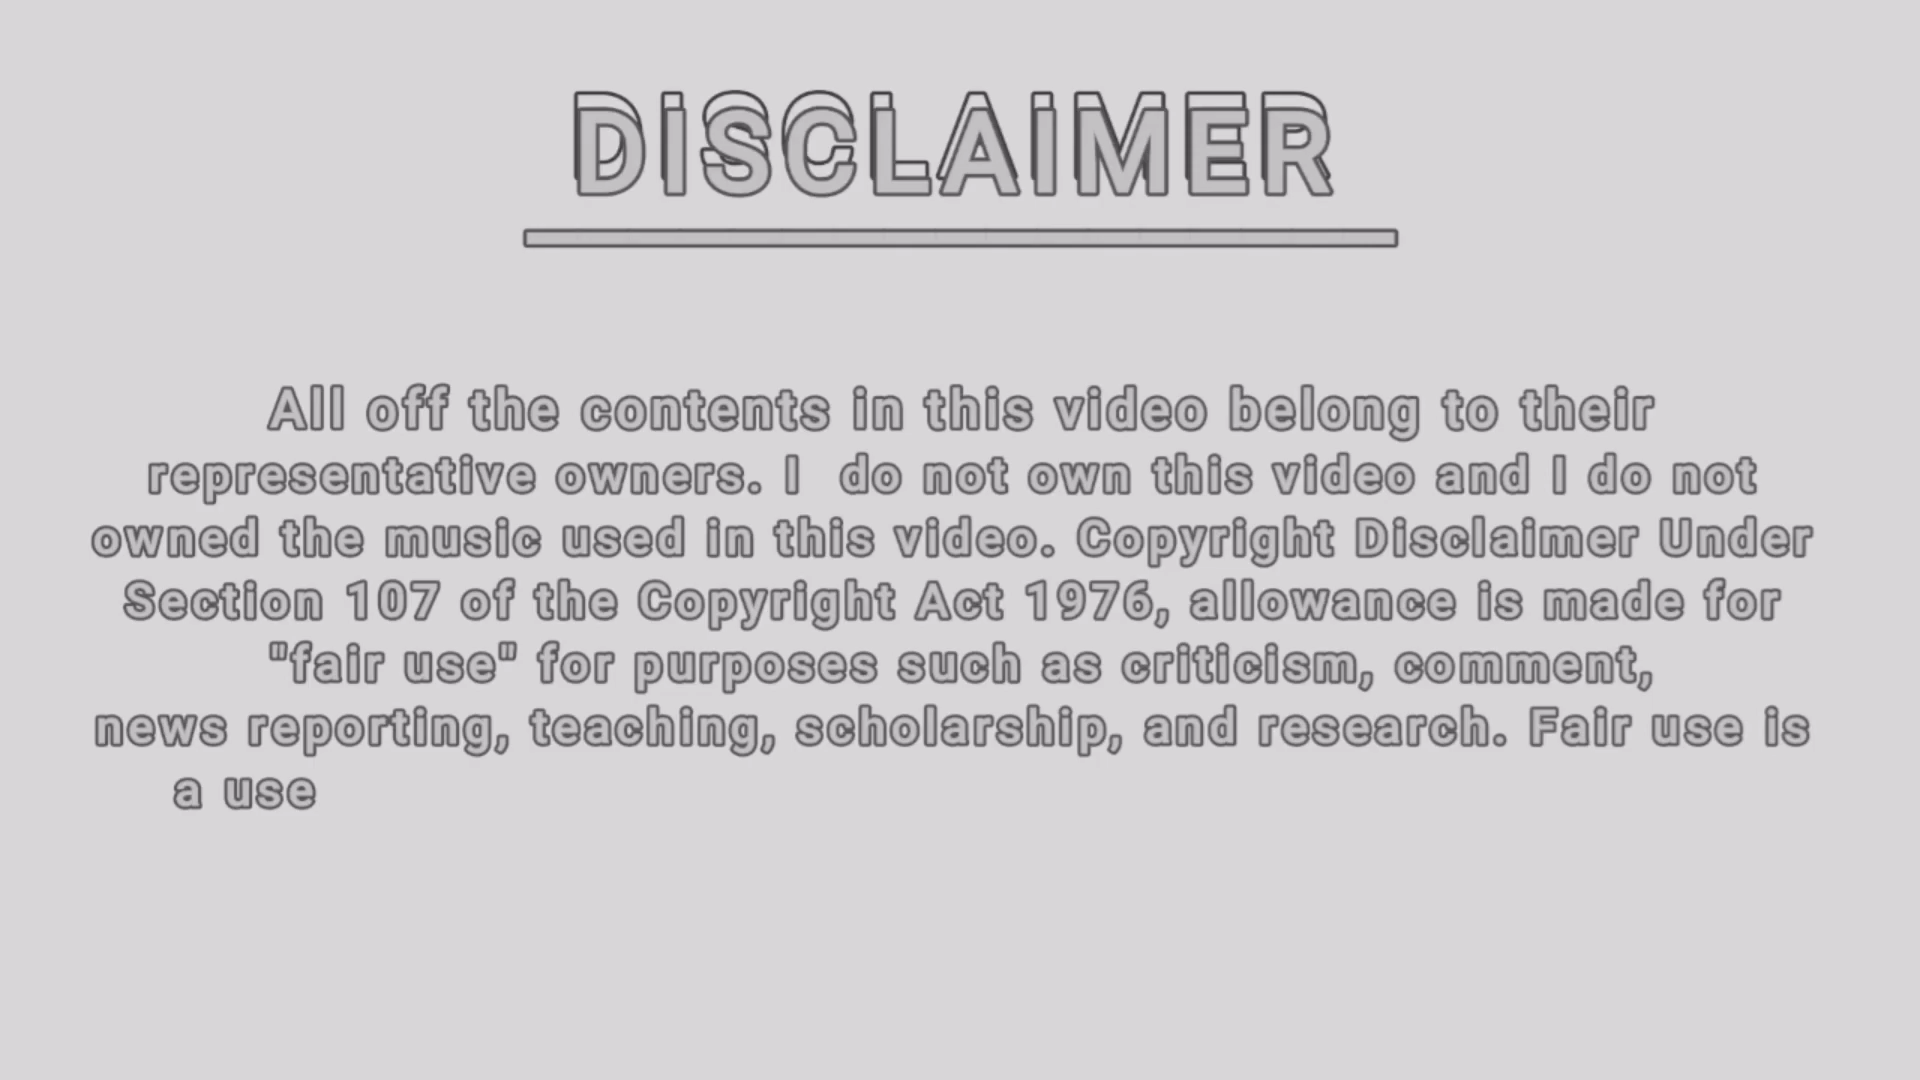 DISCLAIMER
All off the contents in this video belong to their
representative owners. I  do not own this video and I do not
owned the music used in this video. Copyright Disclaimer Under
Section 107 of the Copyright Act 1976, allowance is made for
"fair use" for purposes such as criticism, comment,
news reporting, teaching, scholarship, and research. Fair use is
a use